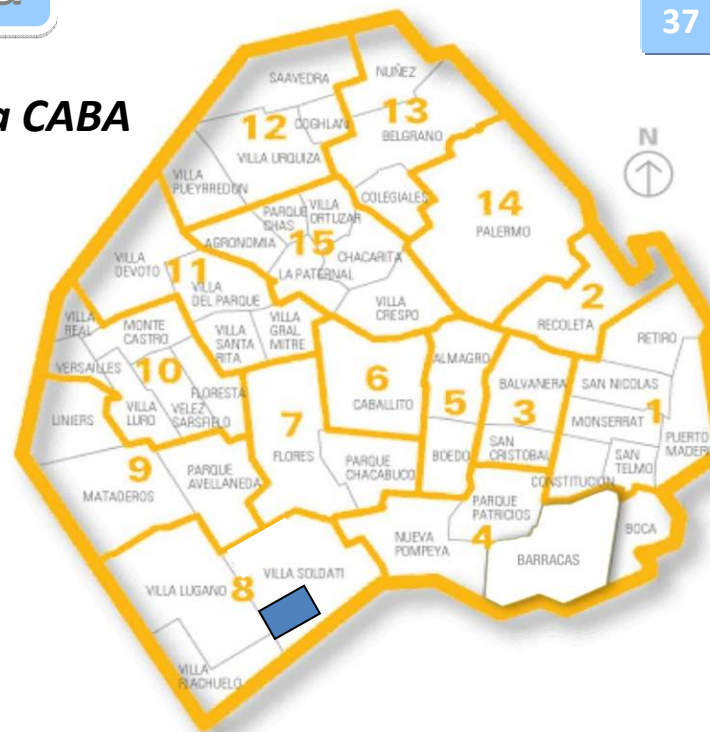 37
a CABA
N
SAAVEDRA
NUÑEZ
12
COGHLAN
13
BELGRANO
VILLA URQUIZA
VILLA
PUEYRREDON
COLEGIALES
14
PALERMO
PARQUE
CHAS
VILLA
ORTUZAR
AGRONOMIA
15
CHACARITA
LA PATERNAL
VILLA
DEVOTO
11
VILLA
DEL PARQUE
VILLA
CRESPO
2
RECOLETA
RETIRO
VILLA
REAL
MONTE
CASTRO
VILLA
SANTA
RITA
VILLA
GRAL
MITRE
VERSAILLES
10
FLORESTA
VILLA
LURO
VELEZ
SARSFIELD
LINIERS
6
CABALLITO
ALMAGRO
5
BOEDO
BALVANERA
3
SAN
CRISTOBAL
SAN NICOLAS
MONSERRAT
1
PUERTO
MADERO
SAN
TELMO
CONSTITUCION
7
FLORES
PARQUE
CHACABUCO
9
MATADEROS
PARQUE
AVELLANEDA
PARQUE
PATRICIOS
4
NUEVA
POMPEYA
BARRACAS
BOCA
VILLA SOLDATI
8
VILLA LUGANO
VILLA
RIACHUELO